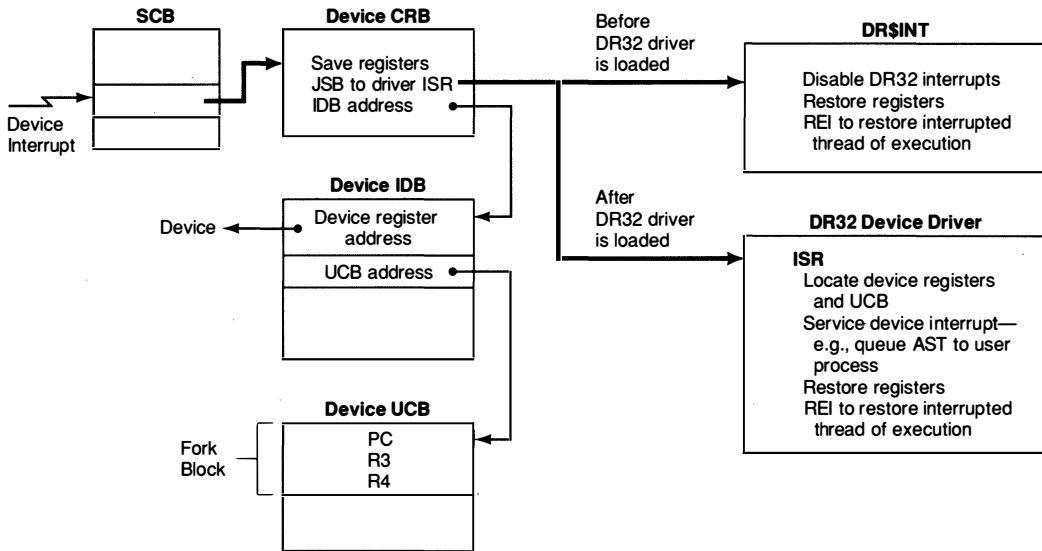 SCB
Device
Interrupt
Device CRB
Save registers
JSB to driver ISR
IDB address
Before
DR32 driver
is loaded
DR$INT
Disable DR32 interrupts
Restore registers
REI to restore interrupted
thread of execution
Device IDB
Device register
address
UCB address
Device
After
DR32 driver
is loaded
DR32 Device Driver
ISR
Locate device registers
and UCB
Service device interrupt—
e.g., queue AST to user
process
Restore registers
REI to restore interrupted
thread of execution
Device UCB
Fork
Block
PC
R3
R4